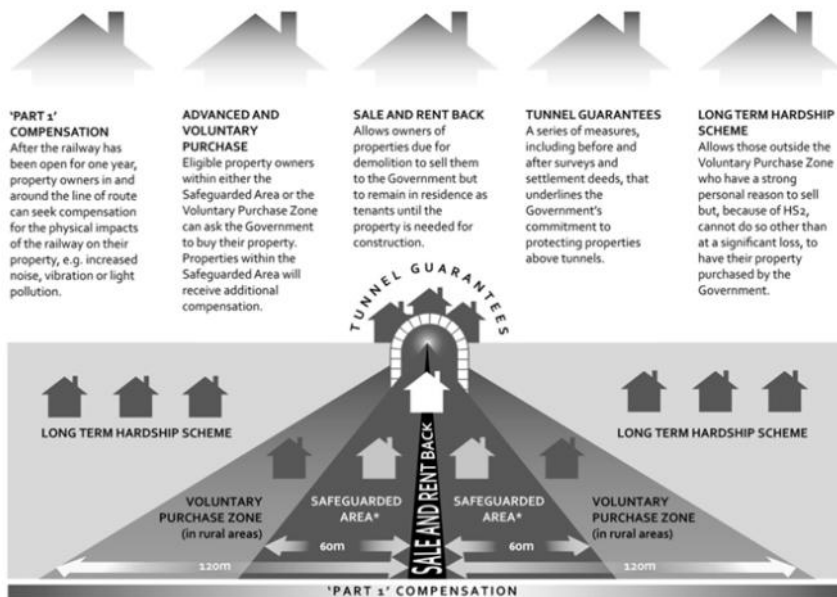 'PART 1'
COMPENSATION
After the railway has
been open for one year,
property owners in and
around the line of route
can seek compensation
for the physical impacts
of the railway on their
property, e.g. increased
noise, vibration or light
pollution.
ADVANCED AND
VOLUNTARY
PURCHASE
Eligible property owners
within either the
Safeguarded Area or the
Voluntary Purchase Zone
can ask the Government
to buy their property.
Properties within the
Safeguarded Area will
receive additional
compensation.
SALE AND RENT BACK
Allows owners of
properties due for
demolition to sell them
to the Government but
to remain in residence as
tenants until the
property is needed for
construction.
TUNNEL GUARANTEES
A series of measures,
including before and
after surveys and
settlement deeds, that
underlines the
Government's
commitment to
protecting properties
above tunnels.
LONG TERM HARDSHIP
SCHEME
Allows those outside the
Voluntary Purchase Zone
who have a strong
personal reason to sell
but, because of HS2,
cannot do so other than
at a significant loss, to
have their property
purchased by the
Government.
TUNNEL GUARANTEES
LONG TERM HARDSHIP SCHEME
LONG TERM HARDSHIP SCHEME
VOLUNTARY
PURCHASE ZONE
(in rural areas)
SAFEGUARDED
AREA*
SALE AND RENT BACK
SAFEGUARDED
AREA*
VOLUNTARY
PURCHASE ZONE
(in rural areas)
60m
60m
120m
120m
'PART 1' COMPENSATION